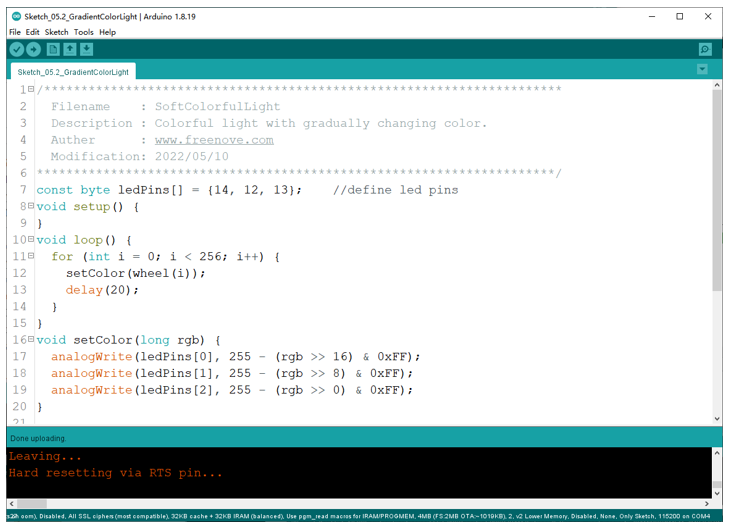 Sketch_05.2_GradientColorLight | Arduino 1.8.19
File Edit Sketch Tools Help
Sketch_05.2_GradientColorLight
1 /**********************************************************************
2 Filename : SoftColorfulLight
3 Description : Colorful light with gradually changing color.
4 Auther : www.freenove.com
5 Modification: 2022/05/10
6 **********************************************************************/
7 const byte ledPins[] = {14, 12, 13}; //define led pins
8 void setup() {
9 }
10 void loop() {
11 for (int i = 0; i < 256; i++) {
12 setColor(wheel(i));
13 delay(20);
14 }
15 }
16 void setColor(long rgb) {
17 analogWrite(ledPins[0], 255 - (rgb >> 16) & 0xFF);
18 analogWrite(ledPins[1], 255 - (rgb >> 8) & 0xFF);
19 analogWrite(ledPins[2], 255 - (rgb >> 0) & 0xFF);
20 }
21
Done uploading.
Leaving...
Hard resetting via RTS pin...
oom), Disabled, All SSL ciphers (most compatible), 32KB cache + 32KB IRAM (balanced), Use pgm_read macros for IRAM/PROGMEM, 4MB (FS:2MB OTA:~1019KB), 2, v2 Lower Memory, Disabled, None, Only Sketch, 115200 on COM4